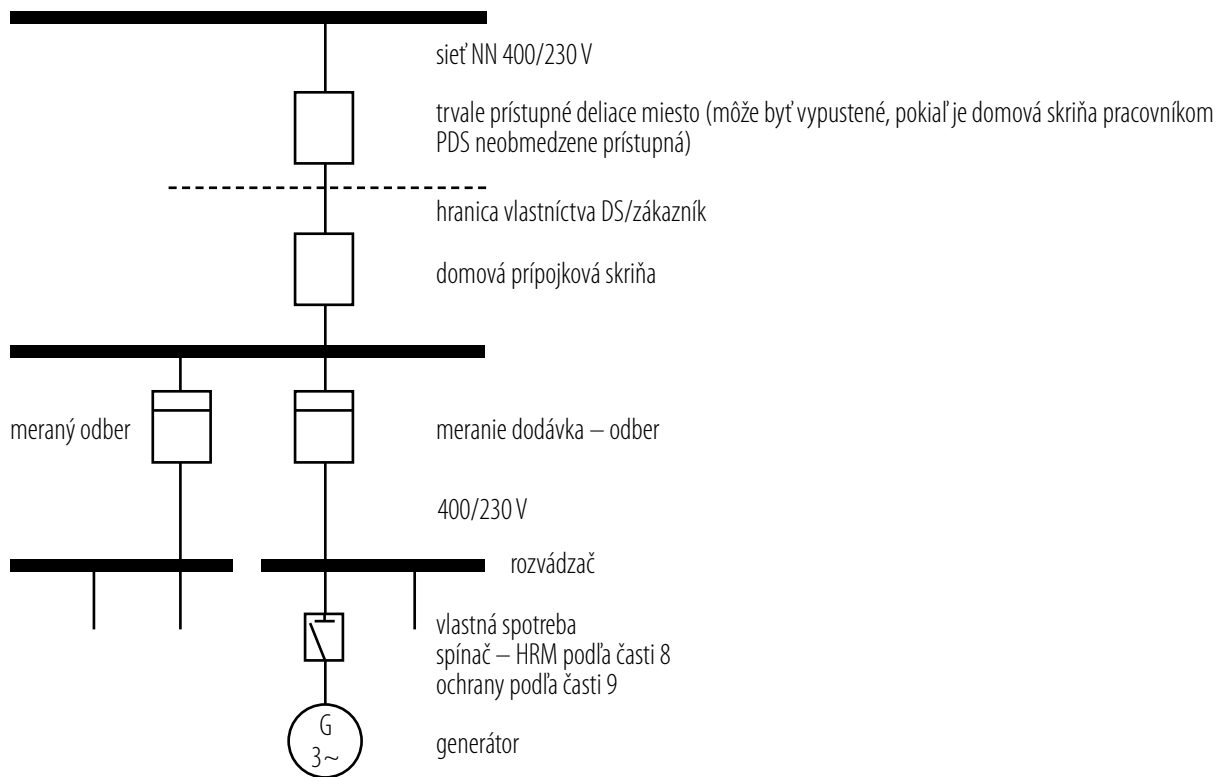 sieť NN 400/230 V
trvale prístupné deliace miesto (môže byť vypustené, pokiaľ je domová skriňa pracovníkom
PDS neobmedzene prístupná)
hranica vlastníctva DS/zákazník
domová prípojková skriňa
meraný odber
meranie dodávka – odber
400/230 V
rozvádzač
vlastná spotreba
spínač – HRM podľa časti 8
ochrany podľa časti 9
G
3~
generátor